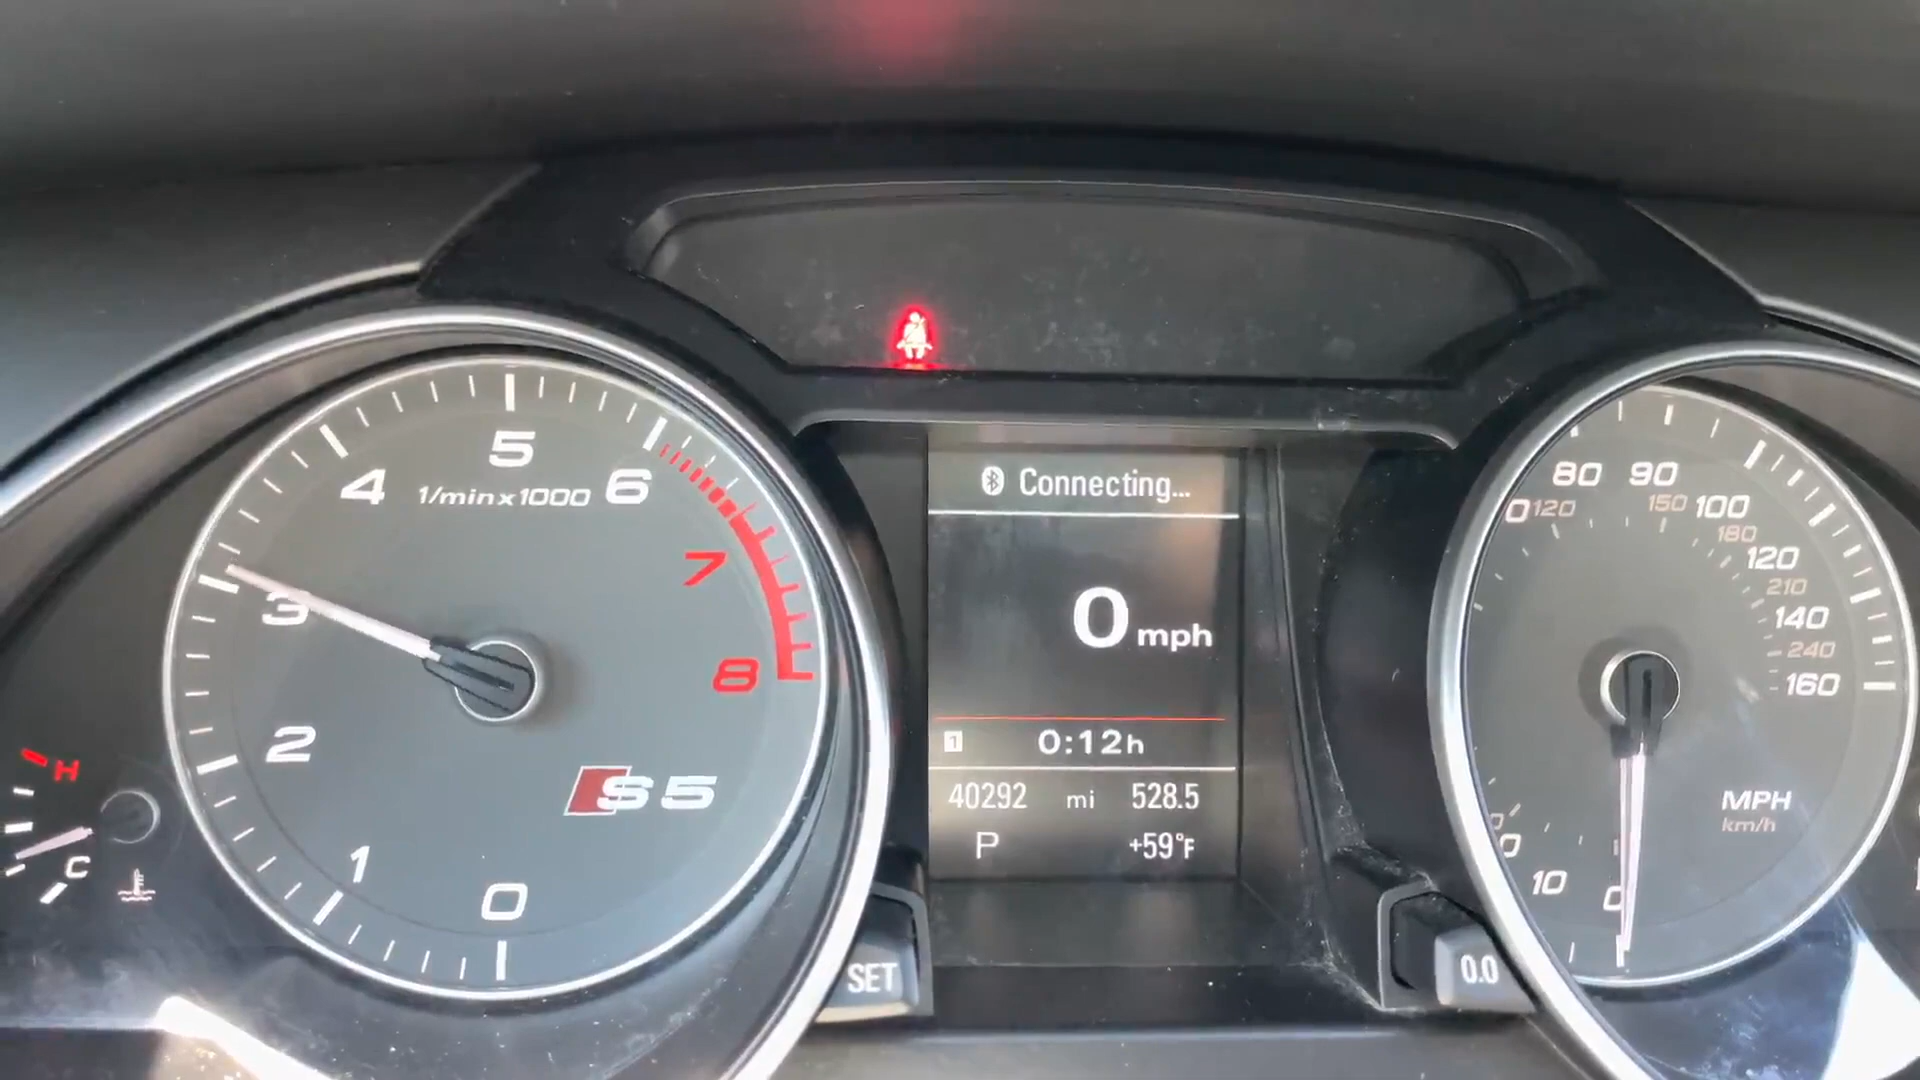 5
4
1/min x 1000
6
3
7
2
8
1
0
S5
H
C
Connecting...
0 mph
1 0:12h
40292 mi 528.5
P +59°F
SET
0.0
80 90
120 150 100
180
120
210
140
240
160
MPH
km/h
10
0